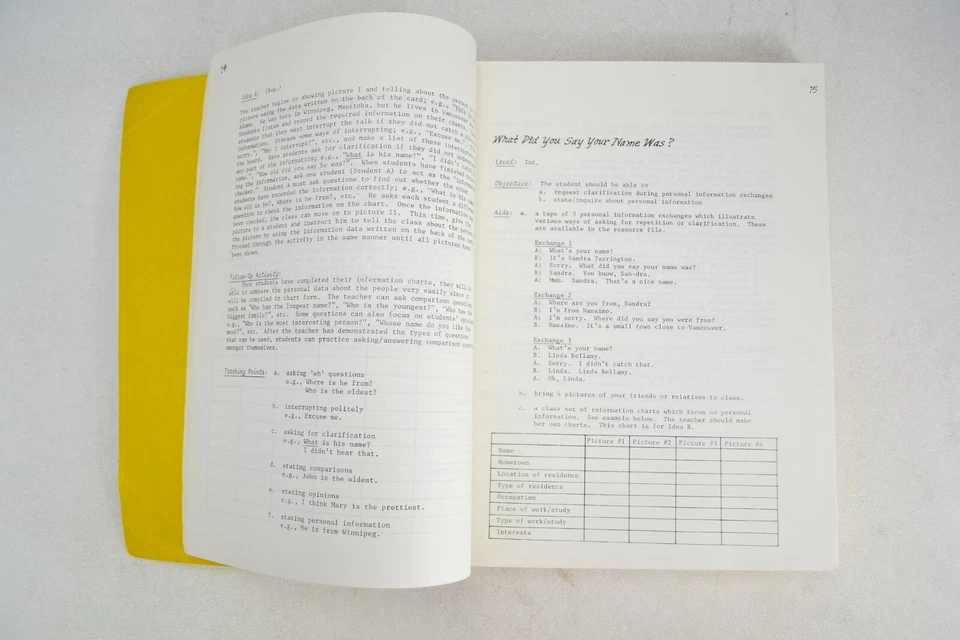 14
Idea A: (Beg.)
The teacher begins by showing picture I and telling about the person in
picture using the data written on the back of the card; e.g., "This is
Adams. He was born in Winnipeg, Manitoba, but he lives in Vancouver
Students listen and record the required information on their charts.
students that they must interrupt the talk if they did not catch
information. Discuss some ways of interrupting; e.g., "Excuse me,"
sorry.", "May I interrupt?", etc., and make a list of these
the board. Have students ask for clarification if they did not understand
any part of the information; e.g., "What is his name?", "I didn't catch
name.", "How old did you say he was?". When students have finished
ing the information, ask one student (Student A) to act as the "information
checker." Student A must ask questions to find out whether the other
students have recorded the information correctly; e.g., "What is his name?
How old is he?, Where is he from?, etc." He asks each student a different
question to check the information on the chart. Once the information has
been checked, the class can move on to picture II. This time, give the
picture to a student and instruct him to tell the class about the person
the picture by using the information data written on the back of the card.
Proceed through the activity in the same manner until all pictures have
been shown.
Follow-Up Activity:
Once students have completed their information charts, they will be
able to compare the personal data about the people very easily since it
will be compiled in chart form. The teacher can ask comparison questions
such as "Who has the longest name?", "Who is the youngest?", "Who has the
biggest family?", etc. Some questions can also focus on students' opinions
e.g., "Who is the most interesting person?", "Whose name do you like the
most?", etc. After the teacher has demonstrated the types of questions
that can be used, students can practice asking/answering comparison questions
amongst themselves.
Teaching Points: a. asking 'wh' questions
e.g., Where is he from?
Who is the oldest?
b. interrupting politely
e.g., Excuse me.
c. asking for clarification
e.g., What is his name?
I didn't hear that.
d. stating comparisons
e.g., John is the oldest.
e. stating opinions
e.g., I think Mary is the prettiest.
f. stating personal information
e.g., He is from Winnipeg.
15
What Did You Say Your Name Was?
Level: Int.
Objective: The student should be able to
a. request clarification during personal information exchanges
b. state/inquire about personal information
Aids: a. a tape of 3 personal information exchanges which illustrate
various ways of asking for repetition or clarification. These
are available in the resource file.
Exchange 1
A: What's your name?
B: It's Sandra Tarrington.
A: Sorry. What did you say your name was?
B: Sandra. You know, San-dra.
A: Mmm. Sandra. That's a nice name.
Exchange 2
A: Where are you from, Sandra?
B: I'm from Nanaimo.
A: I'm sorry. Where did you say you were from?
B. Nanaimo. It's a small town close to Vancouver.
Exchange 3
A. What's your name?
B. Linda Bellamy.
A. Sorry. I didn't catch that.
B. Linda. Linda Bellamy.
A. Oh, Linda.
b. bring 4 pictures of your friends or relatives to class.
c. a class set of information charts which focus on personal
information. See example below. The teacher should make
her own charts. This chart is for Idea B.
Picture #1 Picture #2 Picture #3 Picture #4
Name
Hometown
Location of residence
Type of residence
Occupation
Place of work/study
Type of work/study
Interests